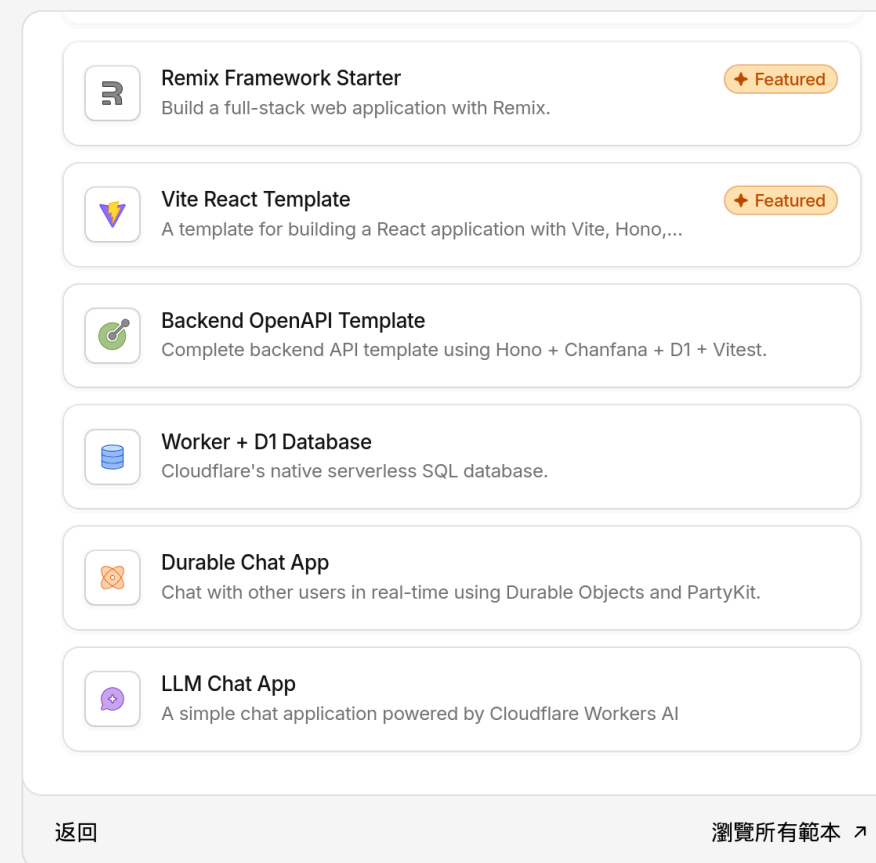 Remix Framework Starter
Featured
Build a full-stack web application with Remix.
Vite React Template
Featured
A template for building a React application with Vite, Hono,...
Backend OpenAPI Template
Complete backend API template using Hono + Chanfana + D1 + Vitest.
Worker + D1 Database
Cloudflare's native serverless SQL database.
Durable Chat App
Chat with other users in real-time using Durable Objects and PartyKit.
LLM Chat App
A simple chat application powered by Cloudflare Workers AI
返回
瀏覽所有範本